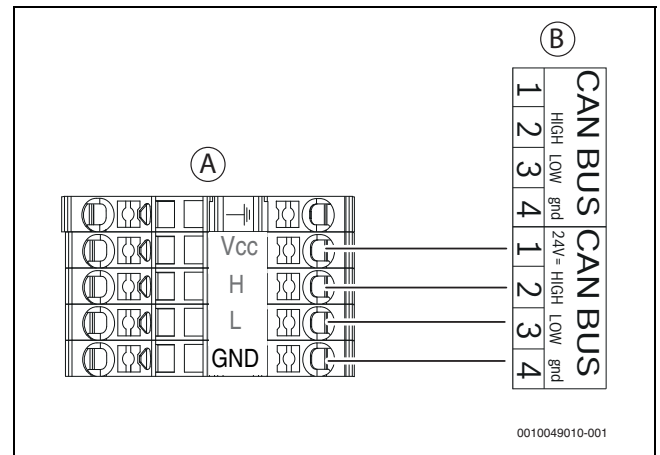 B
A
CAN BUS
1
2 HIGH
3 LOW
4 gnd
CAN BUS
1 24V=
2 HIGH
3 LOW
4 gnd
Vcc
H
L
GND
0010049010-001